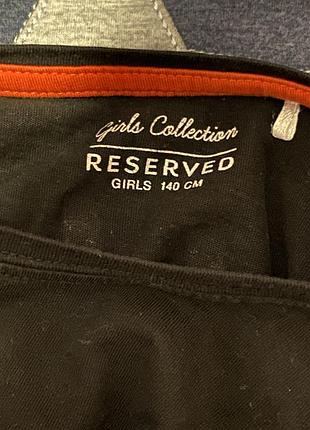 Girls Collection
RESERVED
GIRLS 140 CM